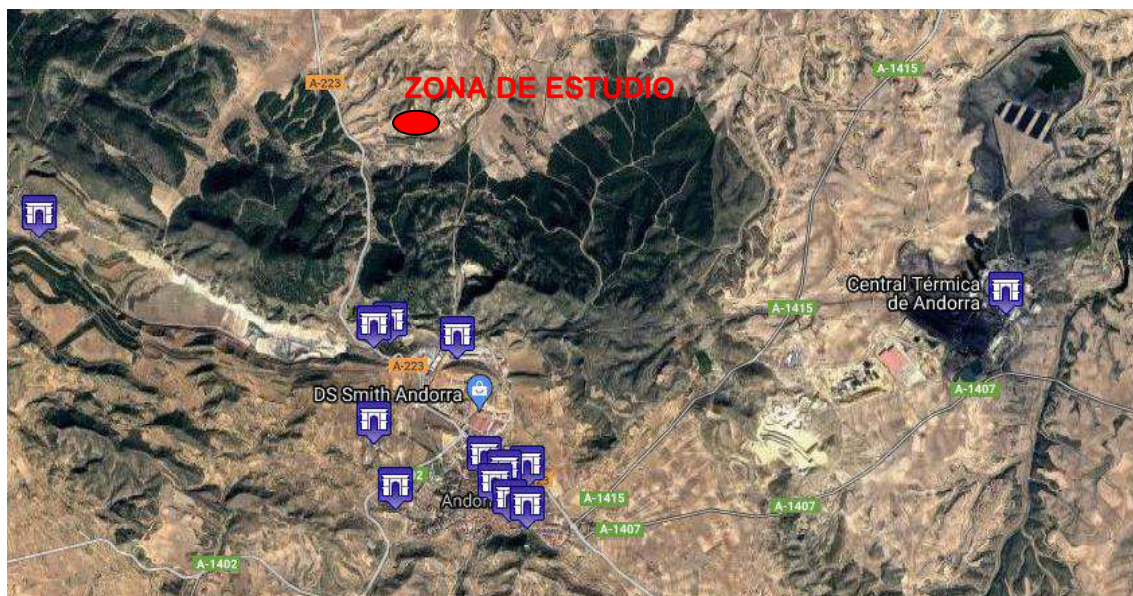 A-1415
A-223
ZONA DE ESTUDIO
Central Térmica
de Andorra
A-1415
A-223
DS Smith Andorra
A-1407
A-1415
A-1407
A-1407
A-1402